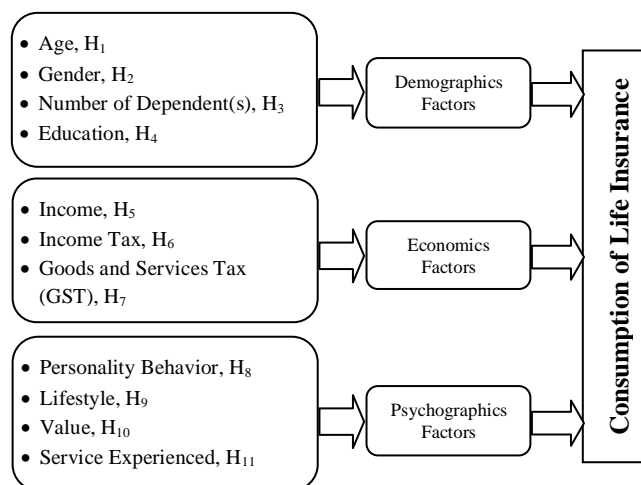 • Age, H₁
• Gender, H₂
• Number of Dependent(s), H₃
• Education, H₄
Demographics
Factors
• Income, H₅
• Income Tax, H₆
• Goods and Services Tax
(GST), H₇
Economics
Factors
• Personality Behavior, H₈
• Lifestyle, H₉
• Value, H₁₀
• Service Experienced, H₁₁
Psychographics
Factors
Consumption of Life Insurance